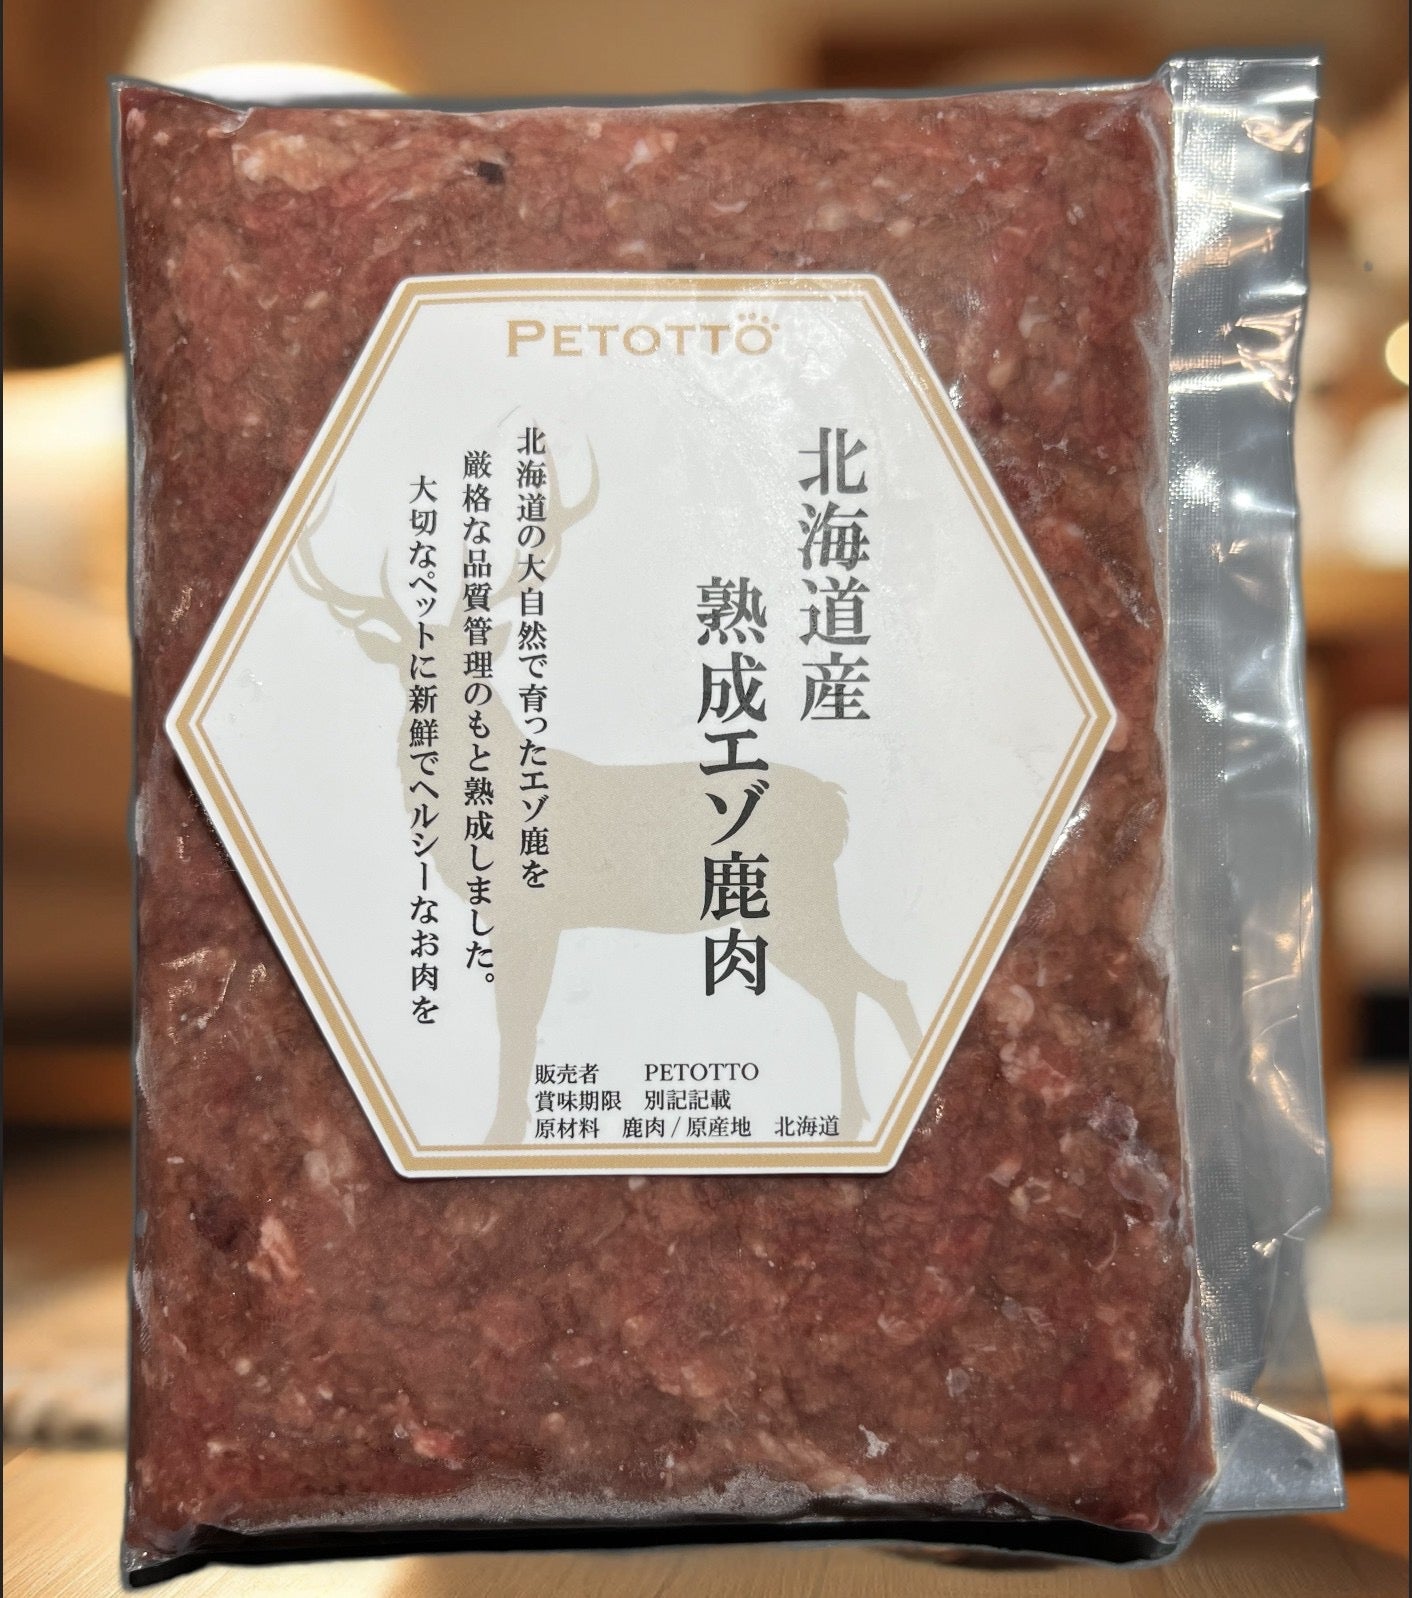 PETOTTO
北海道産
熟成エゾ鹿肉
北海道の大自然で育ったエゾ鹿を
厳格な品質管理のもと熟成しました。
大切なペットに新鮮でヘルシーなお肉を
販売者 PETOTTO
賞味期限 別記記載
原材料 鹿肉/原産地 北海道